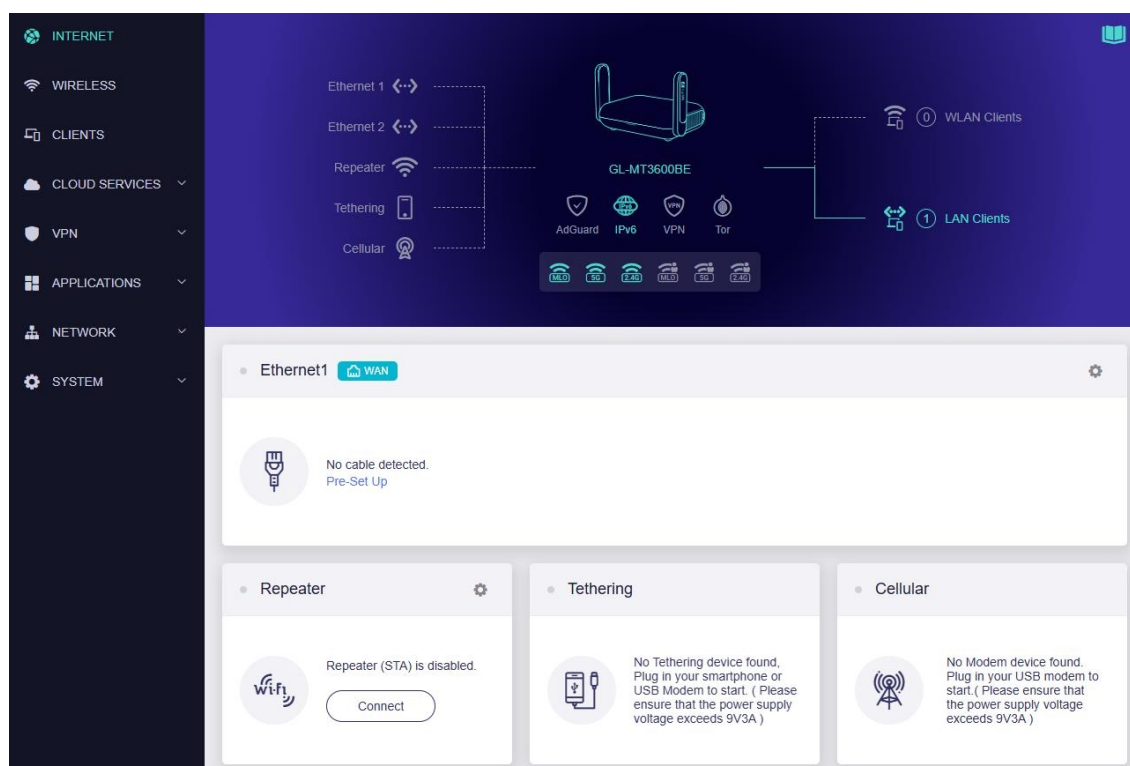 INTERNET
WIRELESS
CLIENTS
CLOUD SERVICES
VPN
APPLICATIONS
NETWORK
SYSTEM
Ethernet 1
Ethernet 2
Repeater
Tethering
Cellular
GL-MT3600BE
AdGuard IPv6 VPN Tor
MLO 5G 2.4G MLO 5G 2.4G
0 WLAN Clients
1 LAN Clients
Ethernet1 WAN
No cable detected.
Pre-Set Up
Repeater
Repeater (STA) is disabled.
Wi-Fi
Connect
Tethering
No Tethering device found,
Plug in your smartphone or
USB Modem to start. ( Please
ensure that the power supply
voltage exceeds 9V3A )
Cellular
No Modem device found.
Plug in your USB modem to
start.( Please ensure that
the power supply voltage
exceeds 9V3A )